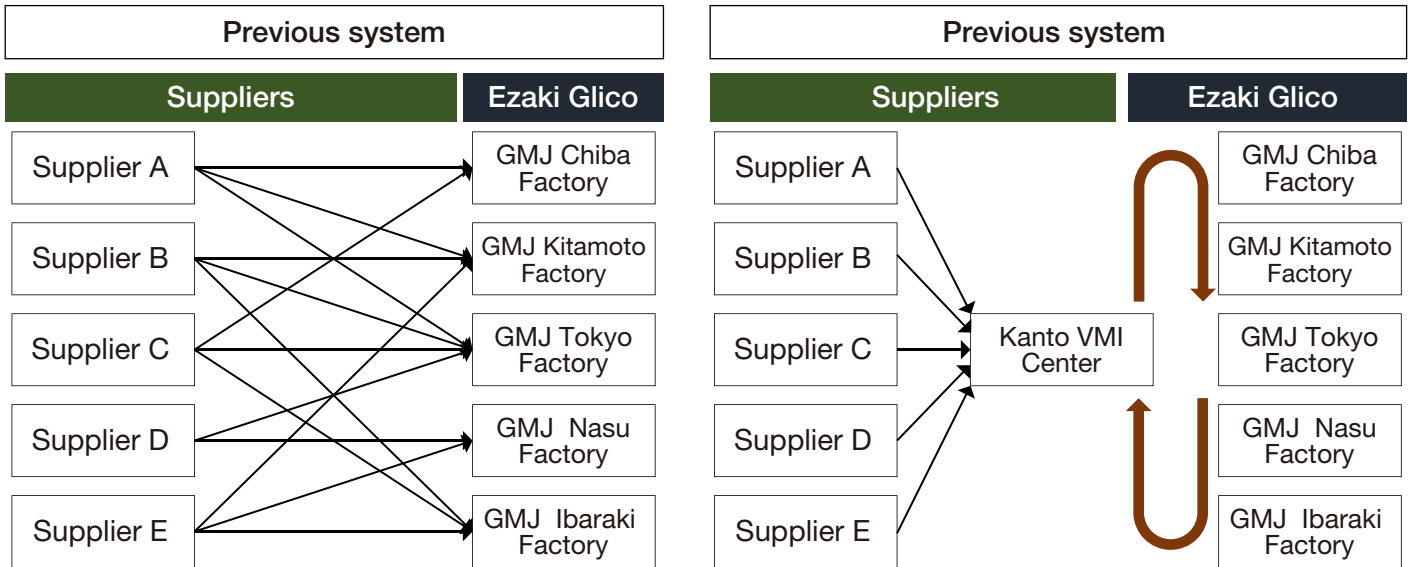 Previous system
Suppliers
Ezaki Glico
Supplier A
GMJ Chiba
Factory
Supplier B
GMJ Kitamoto
Factory
Supplier C
GMJ Tokyo
Factory
Supplier D
GMJ Nasu
Factory
Supplier E
GMJ Ibaraki
Factory
Previous system
Suppliers
Ezaki Glico
Supplier A
GMJ Chiba
Factory
Supplier B
GMJ Kitamoto
Factory
Supplier C
Kanto VMI
Center
GMJ Tokyo
Factory
Supplier D
GMJ Nasu
Factory
Supplier E
GMJ Ibaraki
Factory